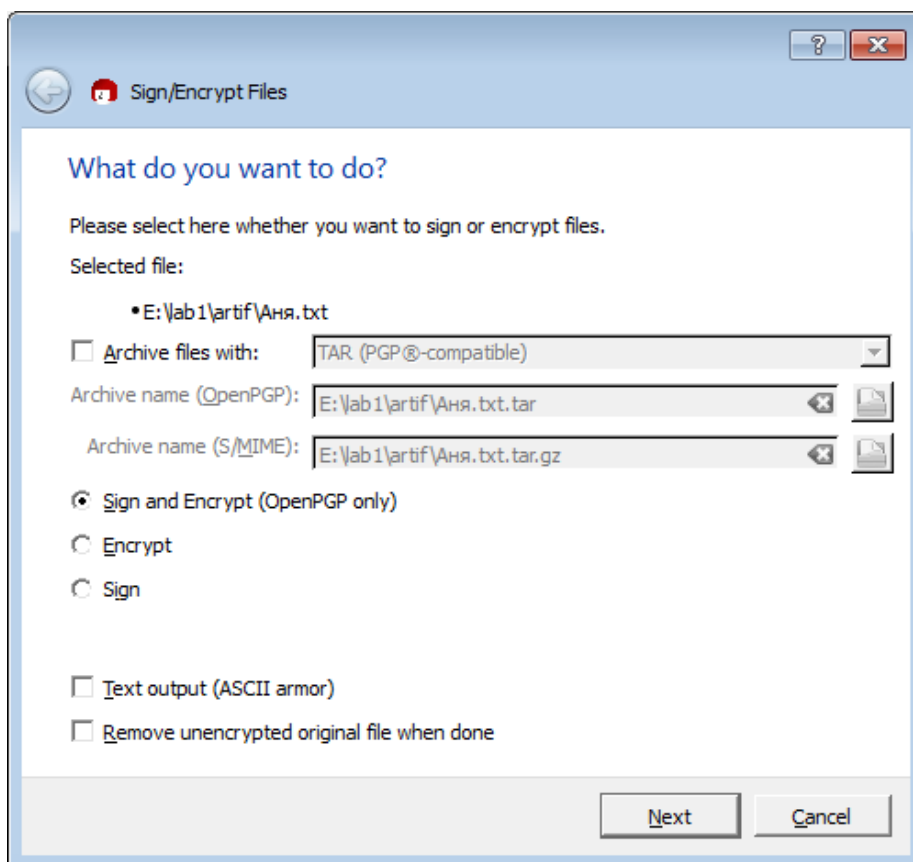 Sign/Encrypt Files
What do you want to do?
Please select here whether you want to sign or encrypt files.
Selected file:
•E:\lab1\artif\Аня.txt
Archive files with: TAR (PGP®-compatible)
Archive name (OpenPGP): E:\lab1\artif\Аня.txt.tar
Archive name (S/MIME): E:\lab1\artif\Аня.txt.tar.gz
Sign and Encrypt (OpenPGP only)
Encrypt
Sign
Text output (ASCII armor)
Remove unencrypted original file when done
Next Cancel